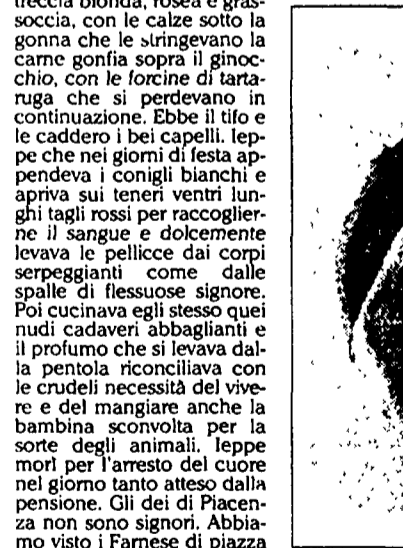 treccia bionda, rosea e gras-
soccia, con le calze sotto la
gonna che le stringevano la
carne gonfia sopra il ginoc-
chio, con le forcine di tarta-
ruga che si perdevano in
continuazione. Ebbe il tifo e
le caddero i bei capelli. Iep-
pe che nei giorni di festa ap-
pendeva i conigli bianchi e
apriva sui teneri ventri lun-
ghi tagli rossi per raccoglier-
ne il sangue e dolcemente
levava le pellicce dai corpi
serpeggianti come dalle
spalle di flessuose signore.
Poi cucinava egli stesso quei
nudi cadaveri abbaglianti e
il profumo che si levava dal-
la pentola riconciliava con
le crudeli necessità del vive-
re e del mangiare anche la
bambina sconvolta per la
sorte degli animali. Ieppe
morì per l'arresto del cuore
nel giorno tanto atteso dalla
pensione. Gli dei di Piacen-
za non sono signori. Abbia-
mo visto i Farnese di piazza